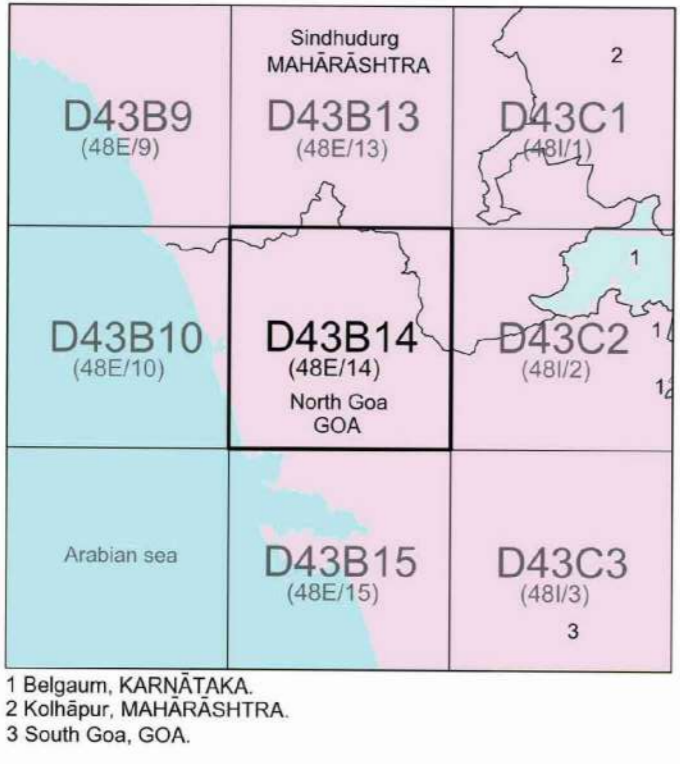 Sindhudurg
MAHĀRĀSHTRA
2
D43B9
(48E/9)
D43B13
(48E/13)
D43C1
(48I/1)
1
D43B10
(48E/10)
D43B14
(48E/14)
North Goa
GOA
D43C2
(48I/2)
1
12
Arabian sea
D43B15
(48E/15)
D43C3
(48I/3)
3
1 Belgaum, KARNĀTAKA.
2 Kolhāpur, MAHĀRĀSHTRA.
3 South Goa, GOA.